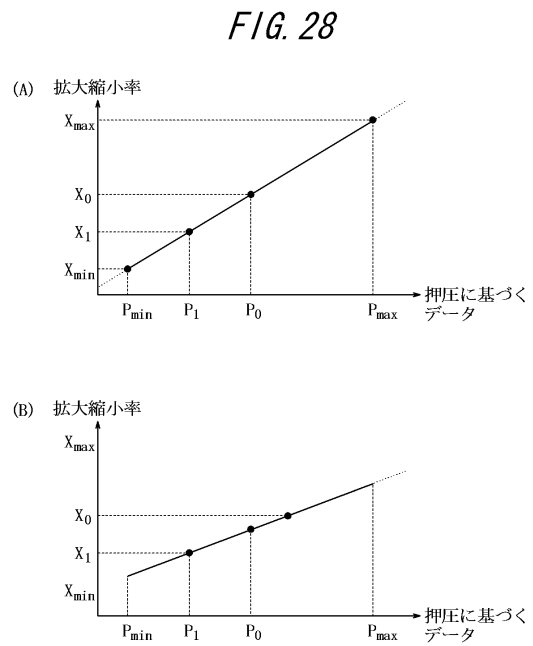 FIG. 28
(A) 拡大縮小率
Xmax
X0
X1
Xmin
Pmin P1 P0 Pmax
押圧に基づく
データ
(B) 拡大縮小率
Xmax
X0
X1
Xmin
Pmin P1 P0 Pmax
押圧に基づく
データ